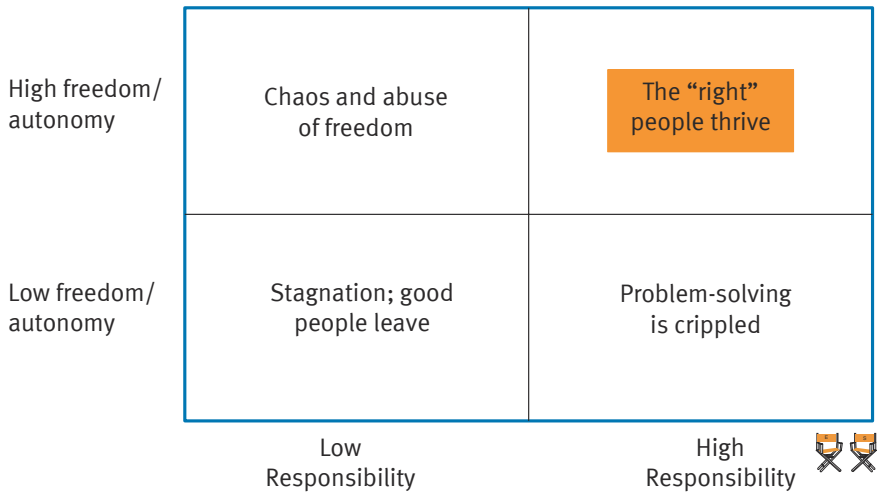 High freedom/
autonomy
Chaos and abuse
of freedom
The “right”
people thrive
Low freedom/
autonomy
Stagnation; good
people leave
Problem-solving
is crippled
Low
Responsibility
High
Responsibility